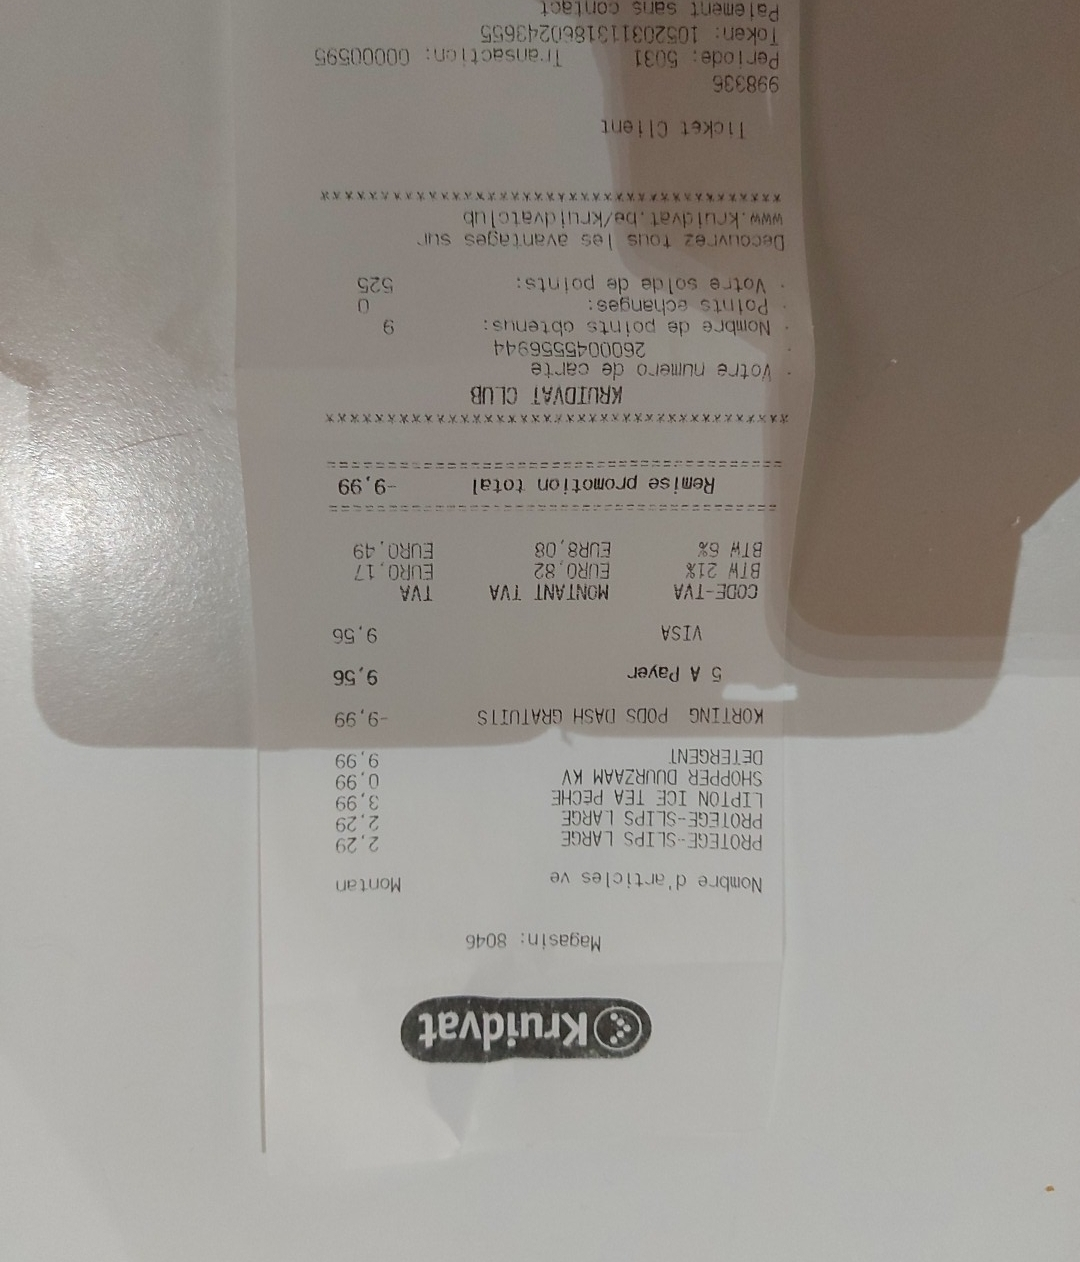 Kruidvat
Magasin: 8046
Nombre d'articles ve Montan
PROTEGE-SLIPS LARGE 2,29
PROTEGE-SLIPS LARGE 2,29
LIPTON ICE TEA PECHE 3,99
SHOPPER DUURZAAM KV 0,99
DETERGENT 9,99
KORTING PODS DASH GRATUITS -9,99
5 A Payer 9,56
VISA 9,56
CODE-TVA MONTANT TVA TVA
BTW 21% EUR0,82 EUR0,17
BTW 6% EUR8,08 EUR0,49
================================================
Remise promotion total -9,99
================================================
****************************************
KRUIDVAT CLUB
· Votre numero de carte
· 2600045556944
· Nombre de points obtenus: 9
· Points echanges: 0
· Votre solde de points: 525
Decouvrez tous les avantages sur
www.kruidvat.be/kruidvatclub
****************************************
Ticket Client
998336
Periode: 5031 Transaction: 00000595
Token: 1052031131860243655
Paiement sans contact